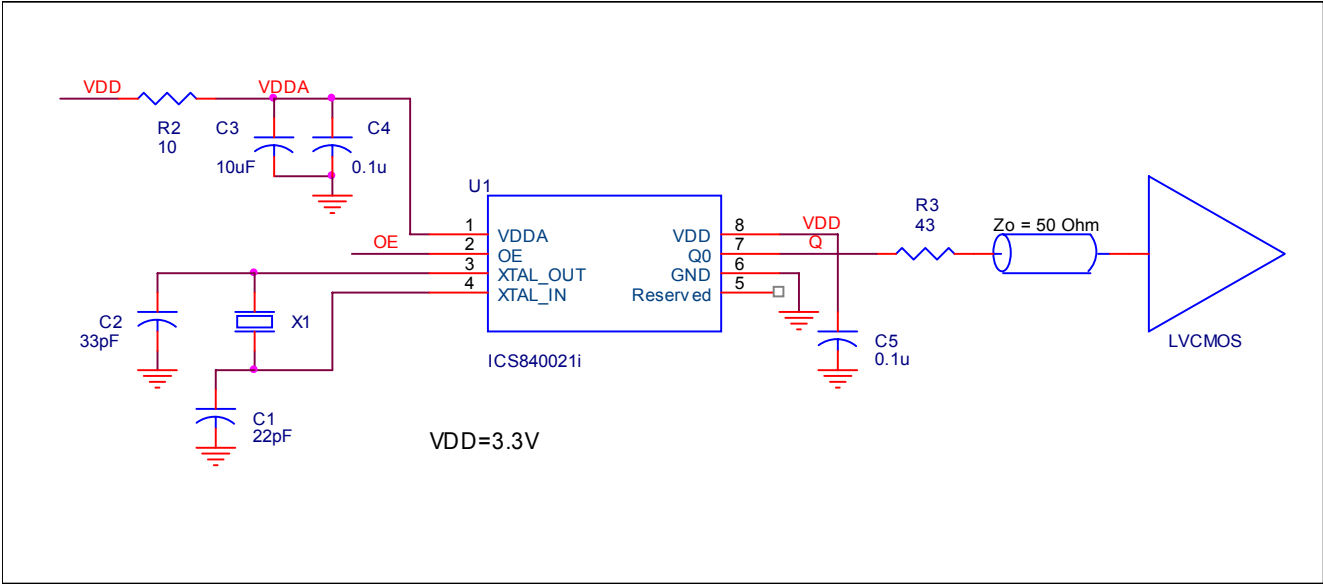 VDD
VDDA
R2
10
C3
10uF
C4
0.1u
U1
1
2
3
4
OE
VDDA
OE
XTAL_OUT
XTAL_IN
VDD
Q0
GND
Reserved
8
7
6
5
VDD
Q
R3
43
Zo = 50 Ohm
LVCMOS
C2
33pF
X1
C1
22pF
ICS840021i
C5
0.1u
VDD=3.3V